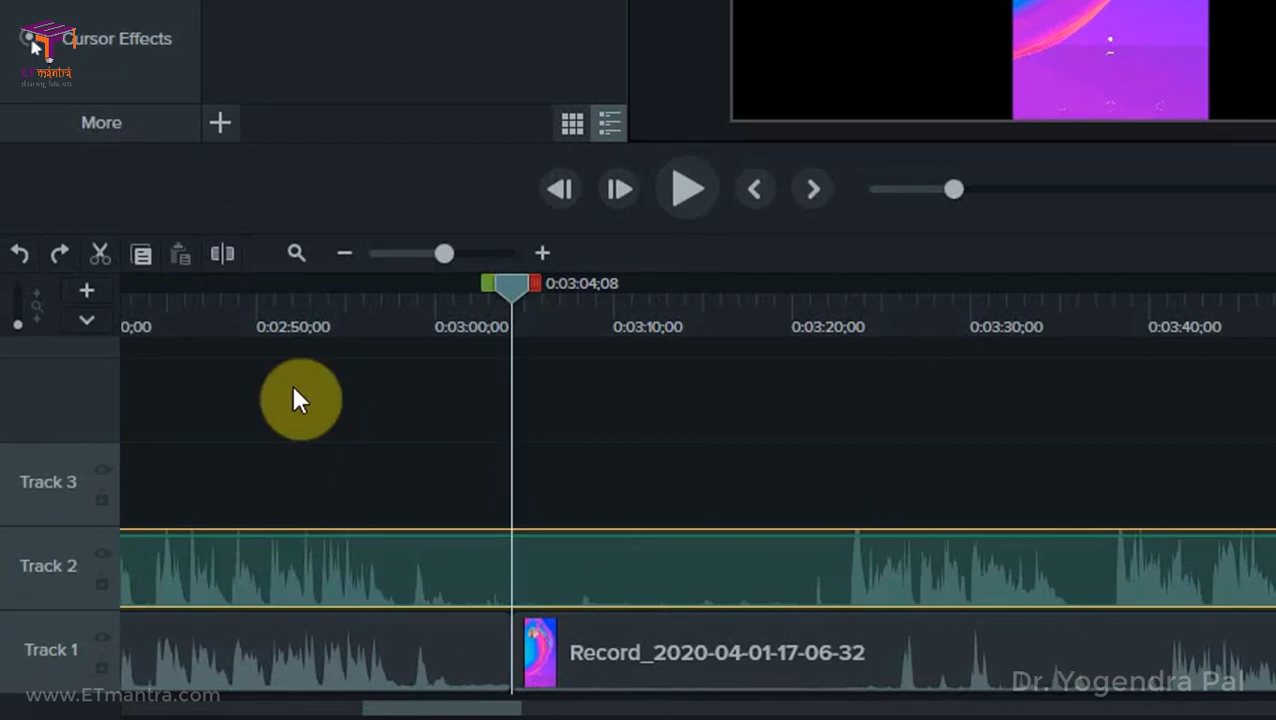 Cursor Effects
ETmantra
More
0:03:04;08
0;00
0:02:50;00
0:03:00;00
0:03:10;00
0:03:20;00
0:03:30;00
0:03:40;00
Track 3
Track 2
Track 1
Record_2020-04-01-17-06-32
www.ETmantra.com
Dr. Yogendra Pal